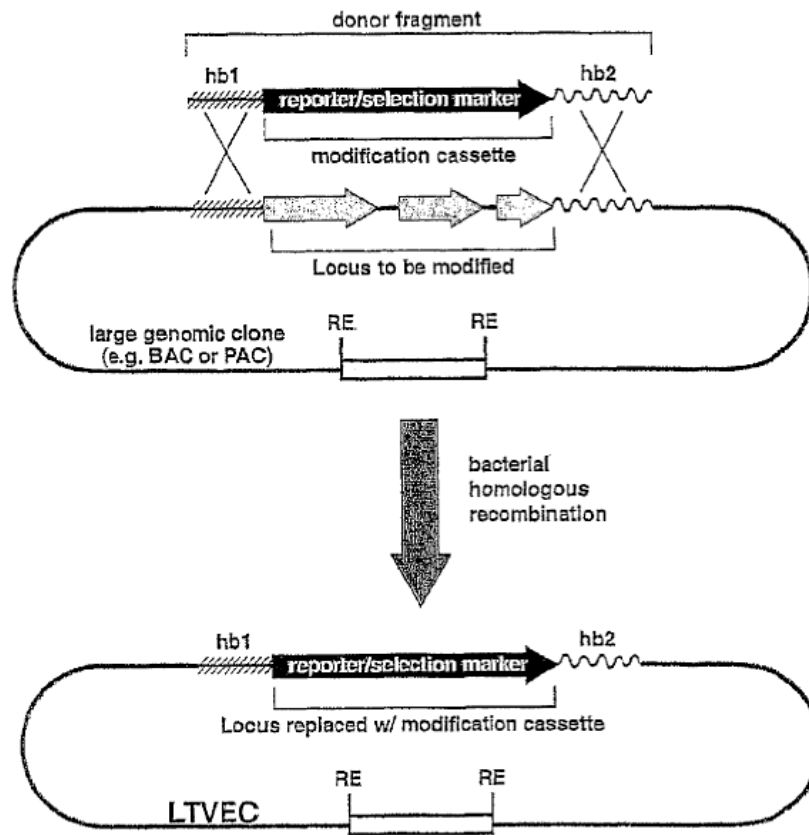 donor fragment
hb1
hb2
reporter/selection marker
modification cassette
Locus to be modified
large genomic clone
(e.g. BAC or PAC)
RE
RE
bacterial
homologous
recombination
hb1
hb2
reporter/selection marker
Locus replaced w/ modification cassette
RE
RE
LTVEC